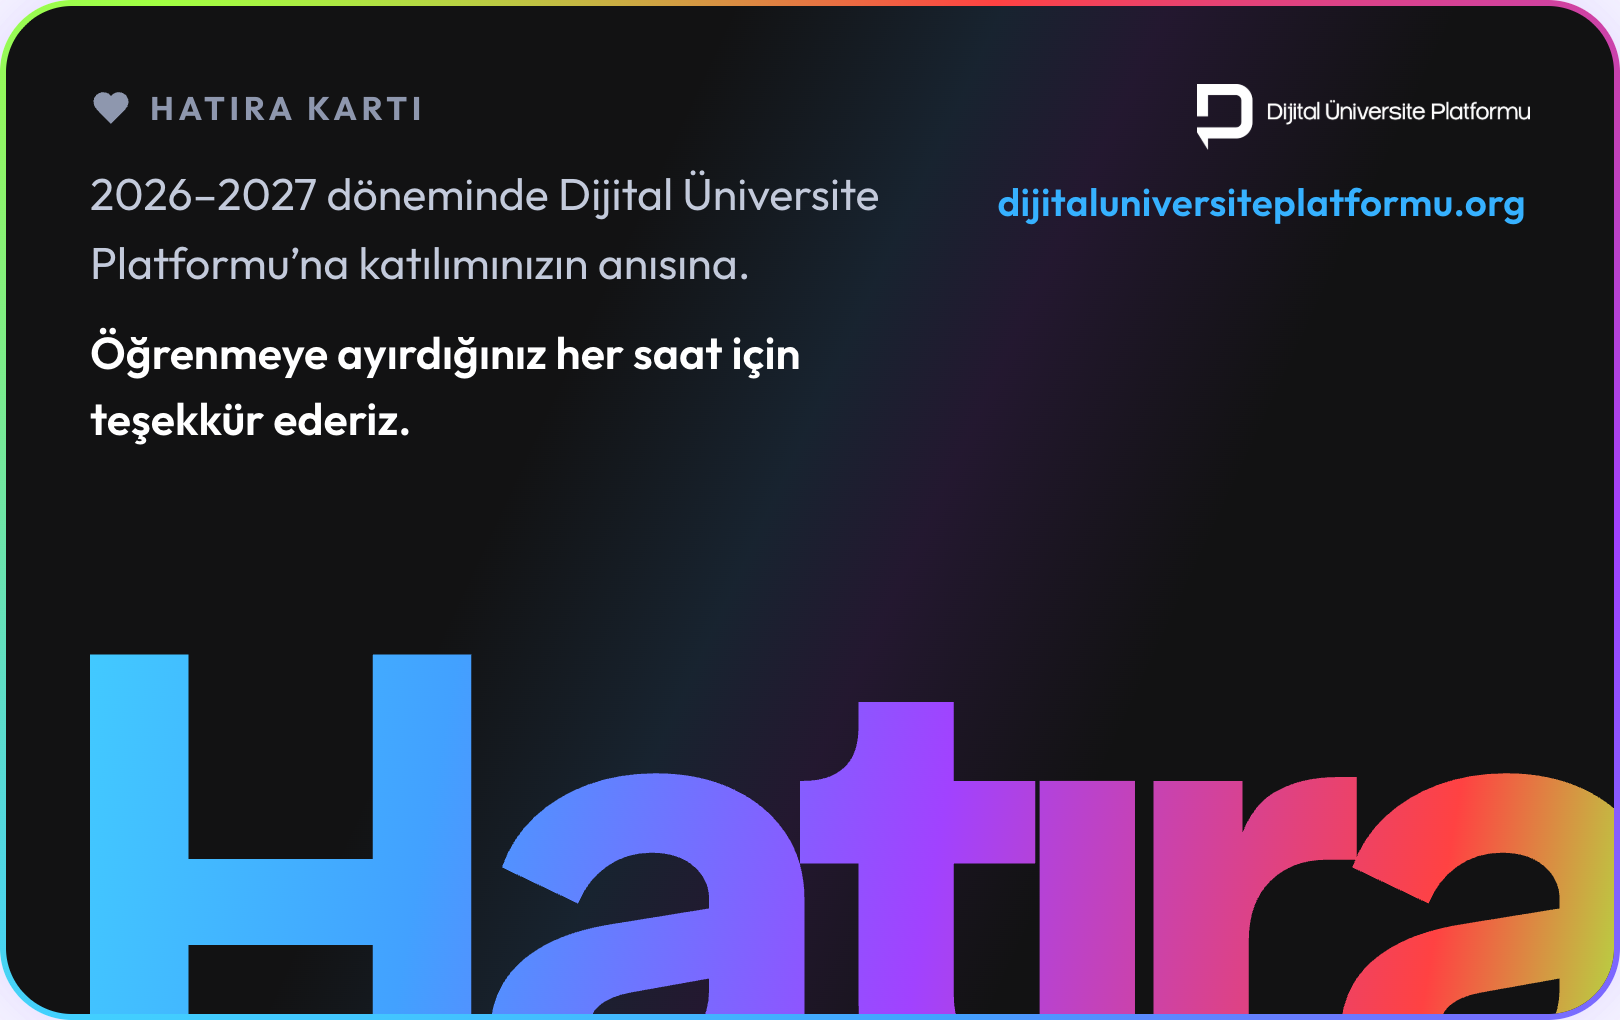 HATIRA KARTI
2026–2027 döneminde Dijital Üniversite
Platformu’na katılımınızın anısına.
Öğrenmeye ayırdığınız her saat için
teşekkür ederiz.
Dijital Üniversite Platformu
dijitaluniversiteplatformu.org
Hatıra